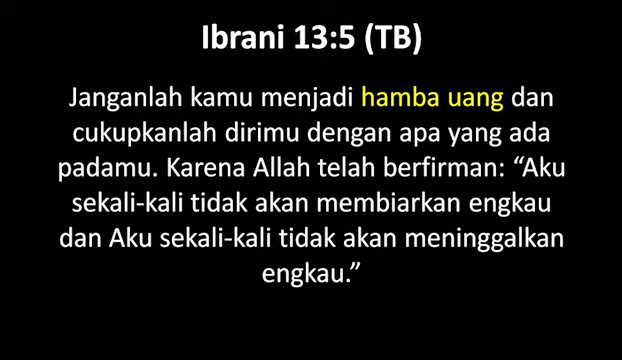 Ibrani 13:5 (TB)
Janganlah kamu menjadi hamba uang dan
cukupkanlah dirimu dengan apa yang ada
padamu. Karena Allah telah berfirman: “Aku
sekali-kali tidak akan membiarkan engkau
dan Aku sekali-kali tidak akan meninggalkan
engkau.”